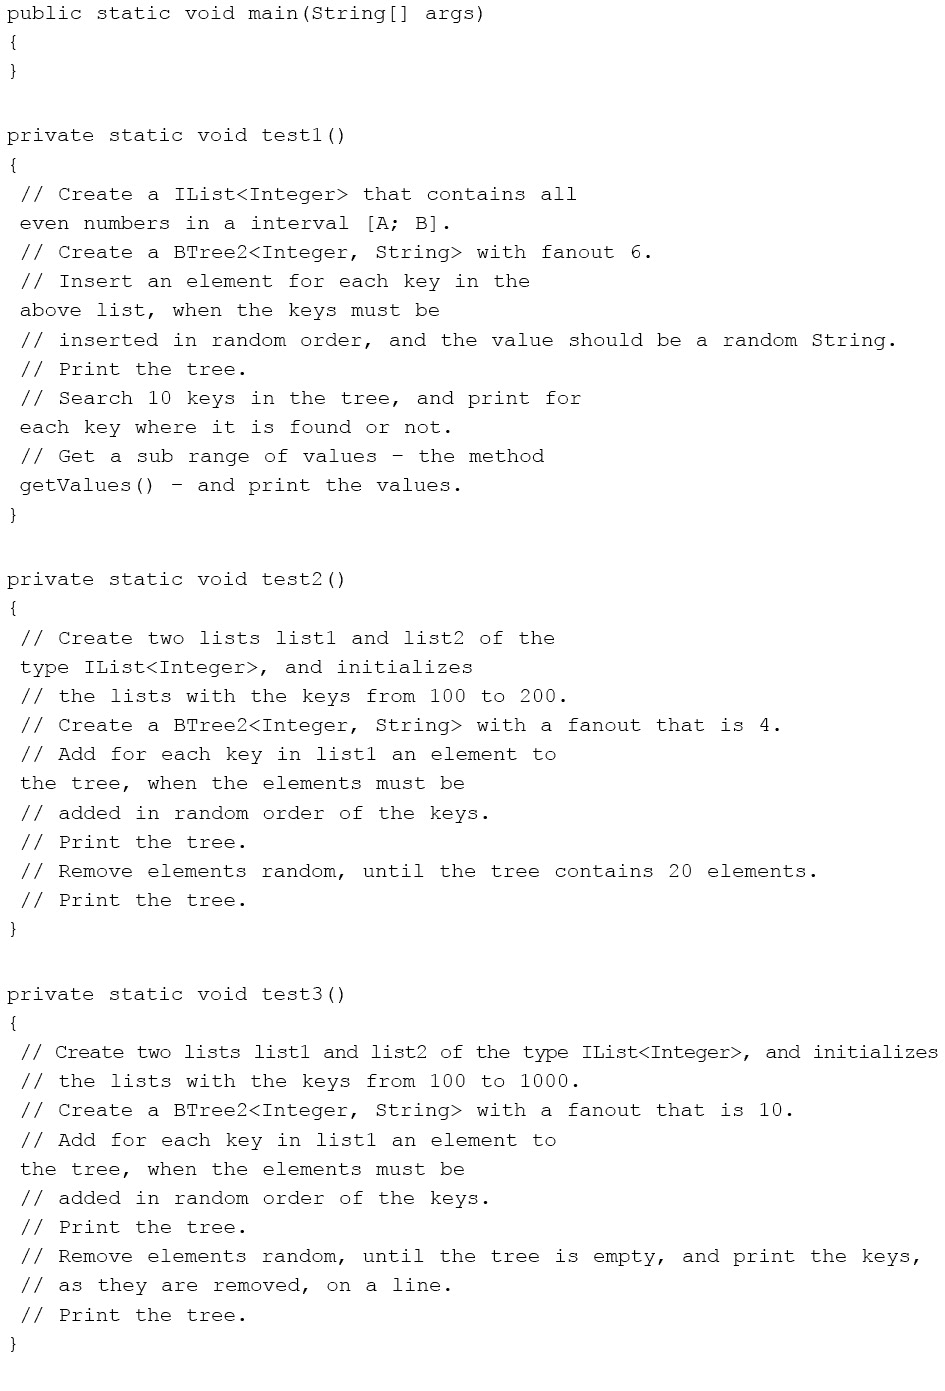 public static void main(String[] args)
{
}
private static void test1()
{
// Create a IList<Integer> that contains all
even numbers in a interval [A; B].
// Create a BTree2<Integer, String> with fanout 6.
// Insert an element for each key in the
above list, when the keys must be
// inserted in random order, and the value should be a random String.
// Print the tree.
// Search 10 keys in the tree, and print for
each key where it is found or not.
// Get a sub range of values – the method
getValues() – and print the values.
}
private static void test2()
{
// Create two lists list1 and list2 of the
type IList<Integer>, and initializes
// the lists with the keys from 100 to 200.
// Create a BTree2<Integer, String> with a fanout that is 4.
// Add for each key in list1 an element to
the tree, when the elements must be
// added in random order of the keys.
// Print the tree.
// Remove elements random, until the tree contains 20 elements.
// Print the tree.
}
private static void test3()
{
// Create two lists list1 and list2 of the type IList<Integer>, and initializes
// the lists with the keys from 100 to 1000.
// Create a BTree2<Integer, String> with a fanout that is 10.
// Add for each key in list1 an element to
the tree, when the elements must be
// added in random order of the keys.
// Print the tree.
// Remove elements random, until the tree is empty, and print the keys,
// as they are removed, on a line.
// Print the tree.
}